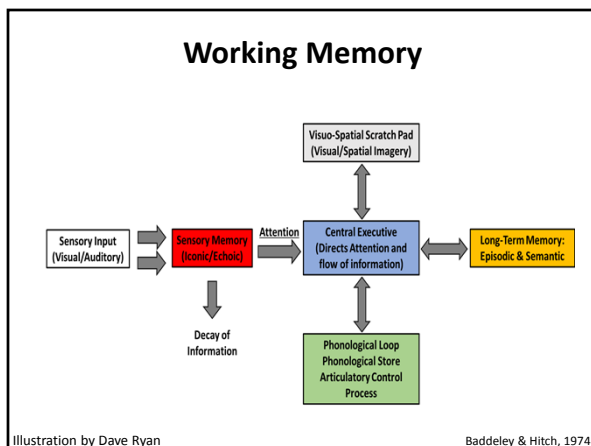 Working Memory
Visuo-Spatial Scratch Pad
(Visual/Spatial Imagery)
Sensory Input
(Visual/Auditory)
Sensory Memory
(Iconic/Echoic)
Attention
Central Executive
(Directs Attention and
flow of information)
Long-Term Memory:
Episodic & Semantic
Decay of
Information
Phonological Loop
Phonological Store
Articulatory Control
Process
Illustration by Dave Ryan
Baddeley & Hitch, 1974